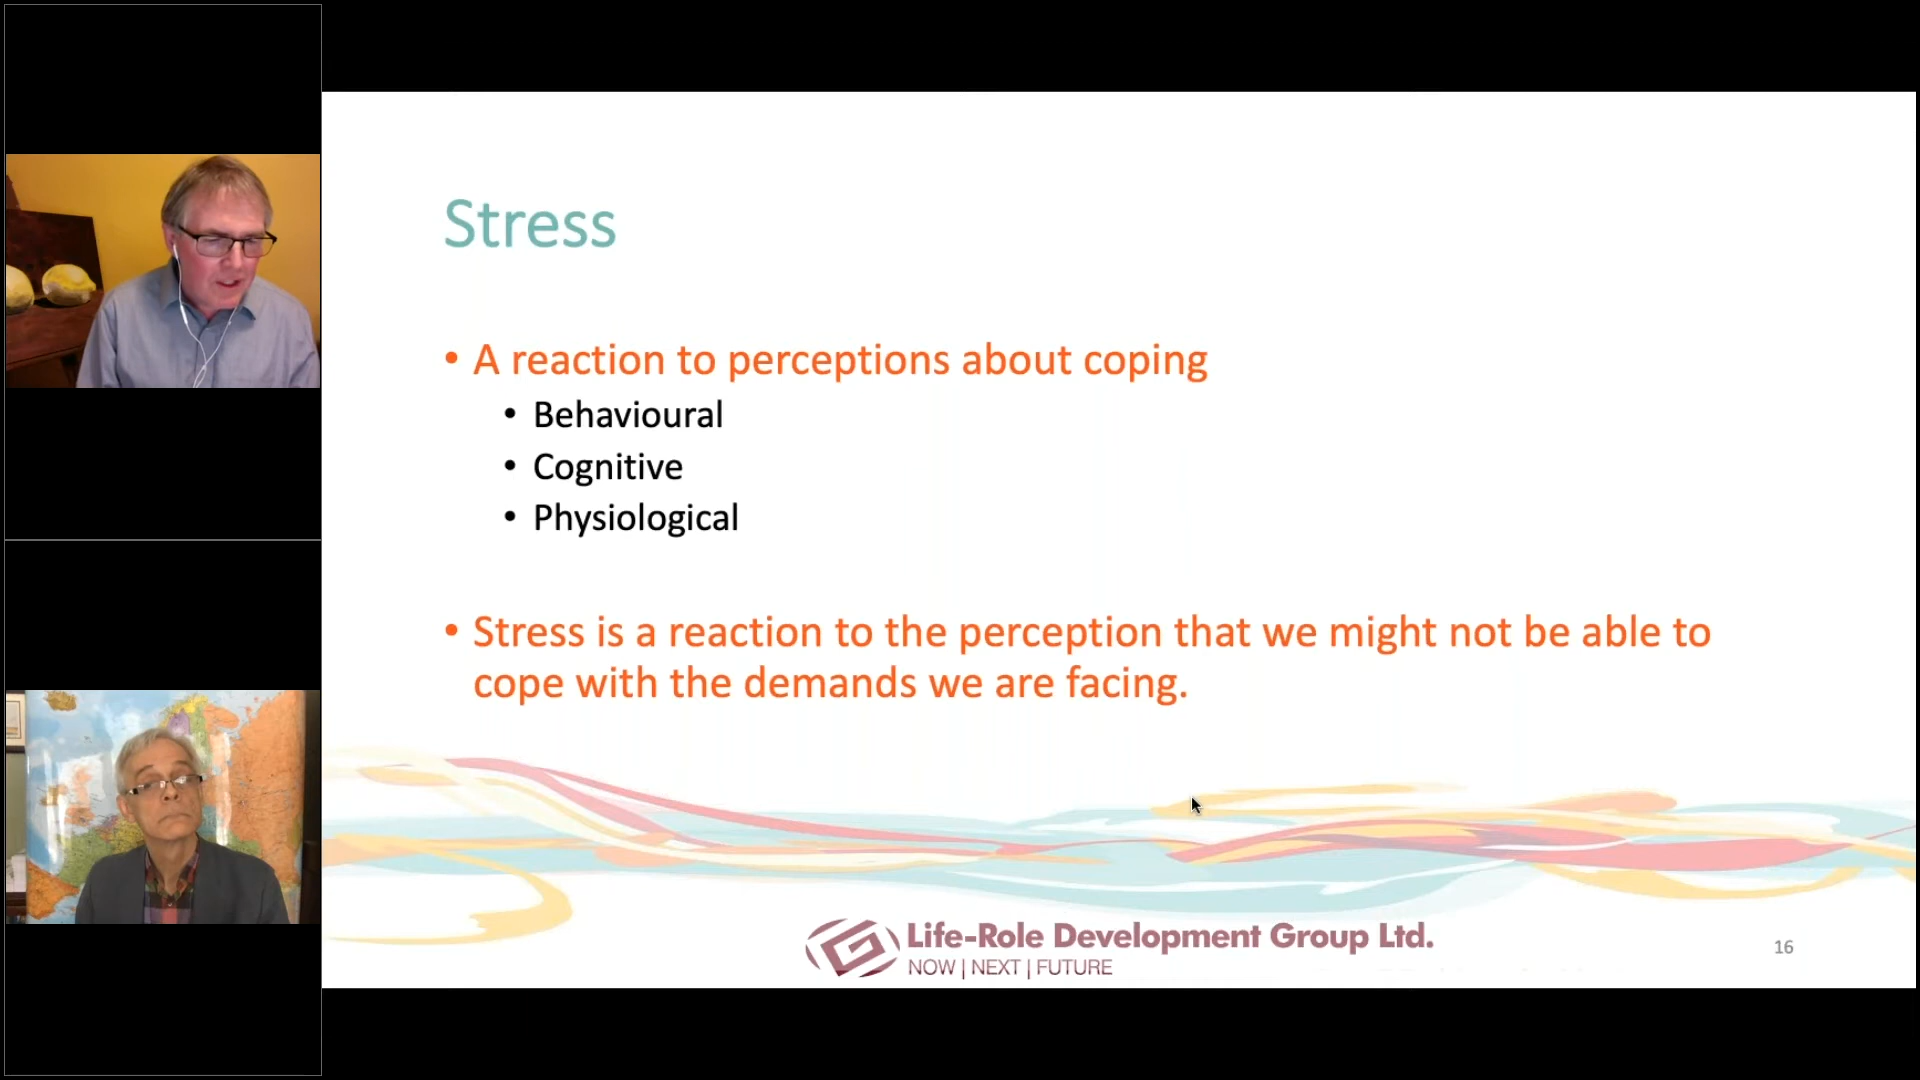 Stress
• A reaction to perceptions about coping
• Behavioural
• Cognitive
• Physiological
• Stress is a reaction to the perception that we might not be able to
cope with the demands we are facing.
Life-Role Development Group Ltd.
NOW | NEXT | FUTURE
16